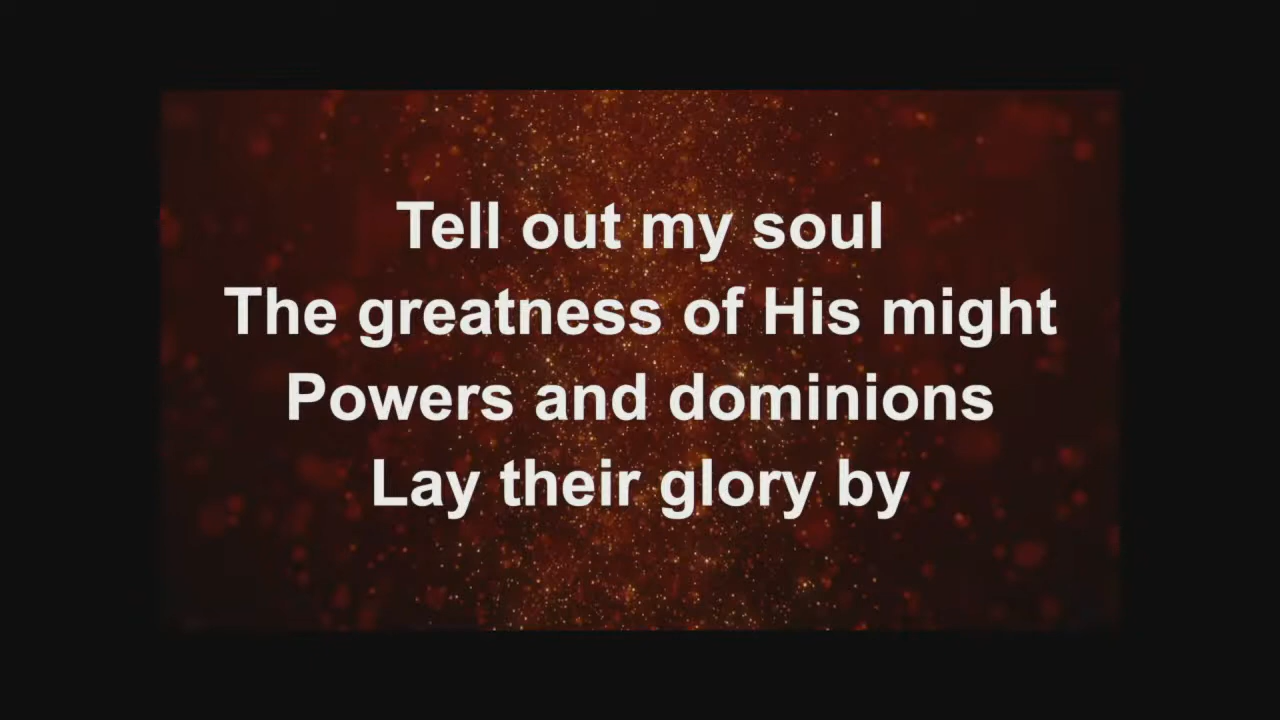 Tell out my soul
The greatness of His might
Powers and dominions
Lay their glory by